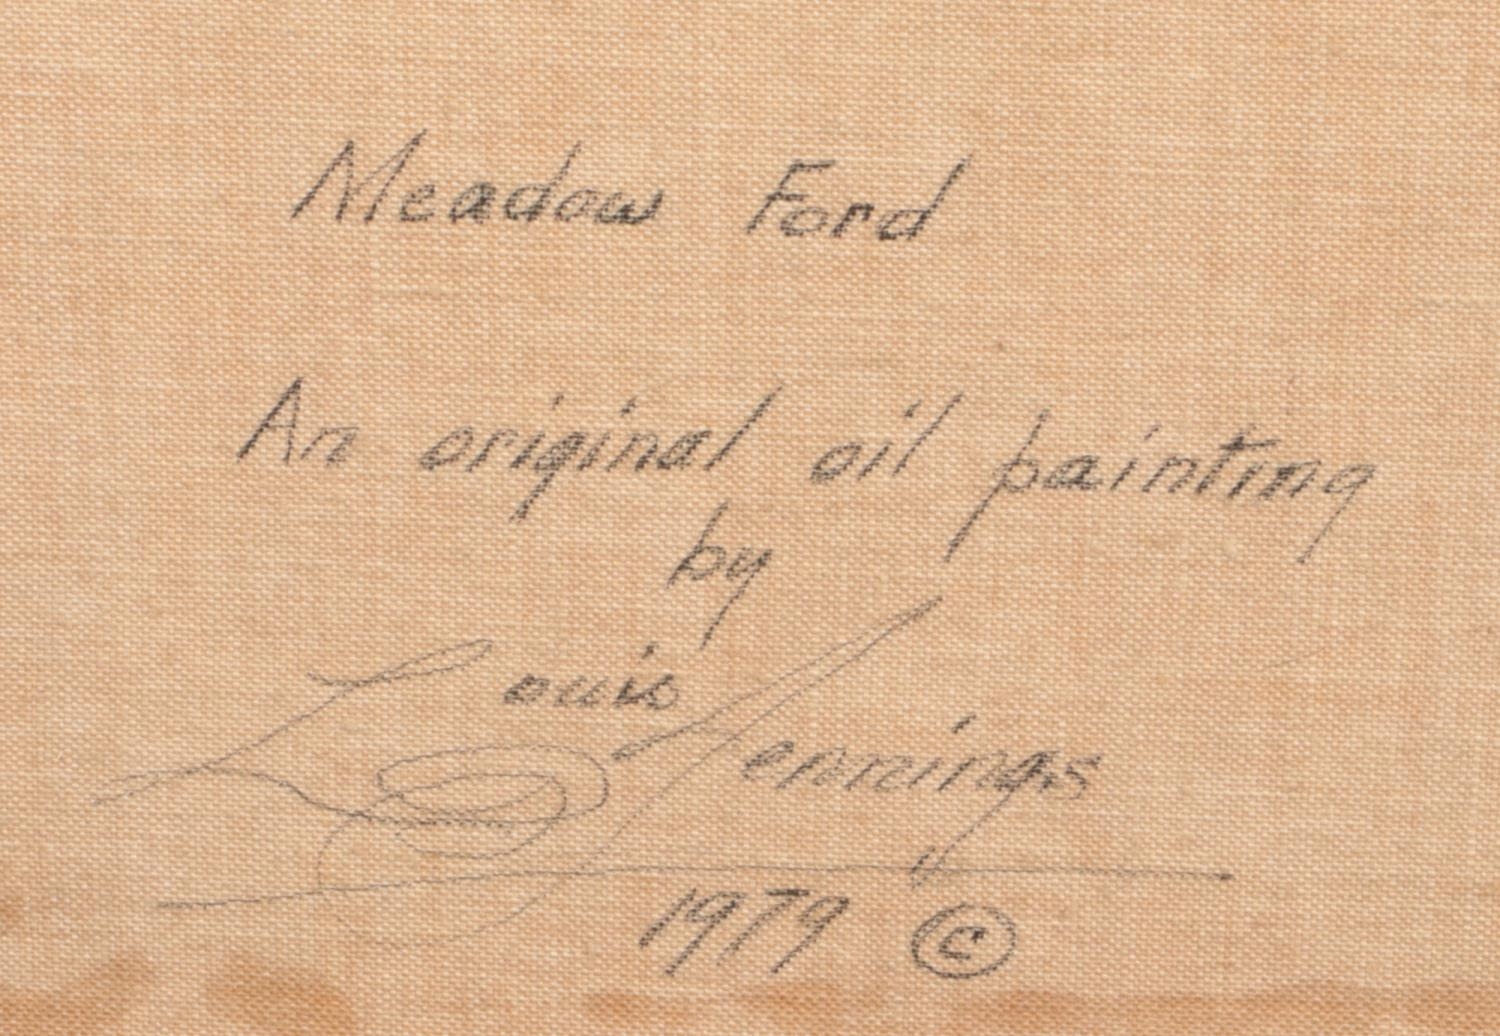 Meadow Ford
An original oil painting
by
Louis Jennings
1979 ©